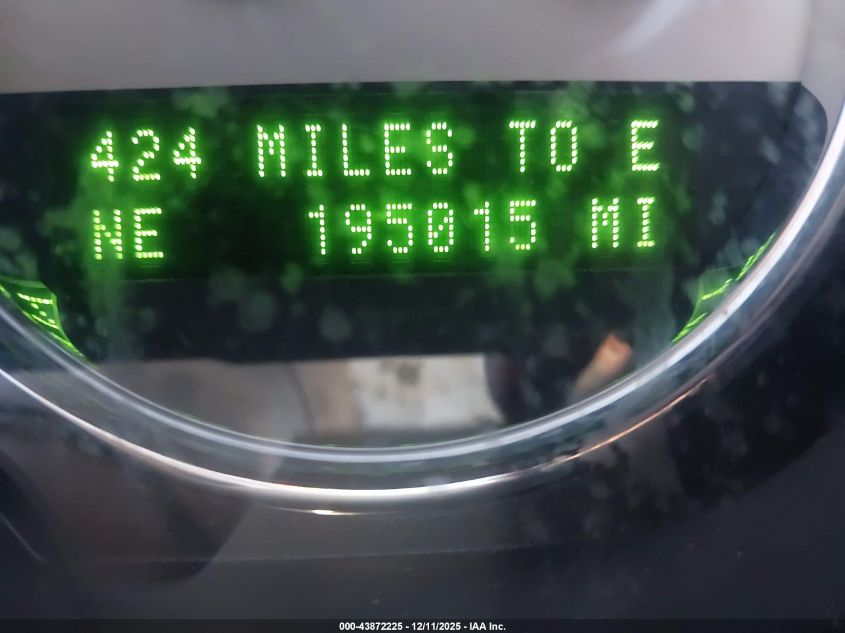 424 MILES TO E
NE 195015 MI
000-43872225 - 12/11/2025 - IAA Inc.